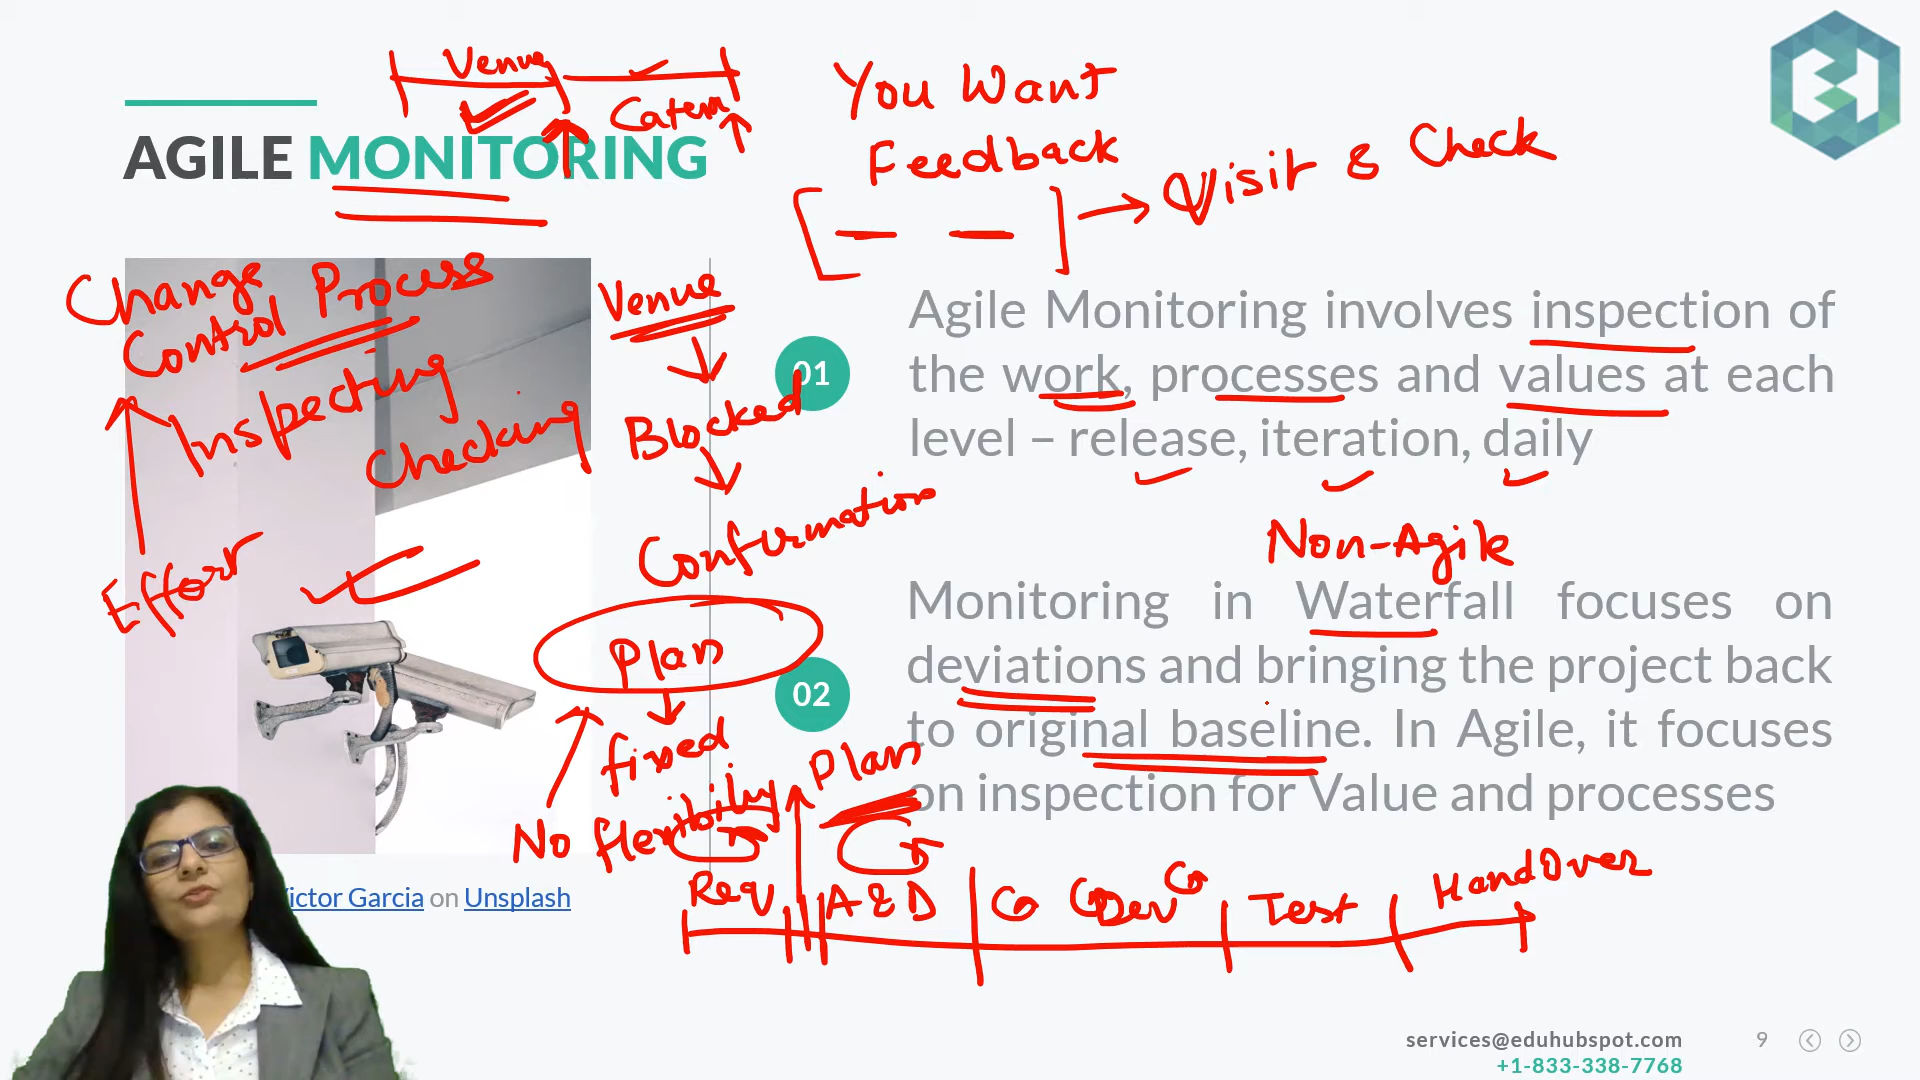 Venue
Catem
AGILE MONITORING
You Want
Feedback
Visit & Check
Change
Control Process
Inspecting
Checking
Effort
Venue
Blocked
Confirmation
Plan
fixed
No flexibility
01
Agile Monitoring involves inspection of
the work, processes and values at each
level – release, iteration, daily
Non-Agile
02
Monitoring in Waterfall focuses on
deviations and bringing the project back
to original baseline. In Agile, it focuses
on inspection for Value and processes
Plan
Req A&D Dev Test HandOver
ictor Garcia on Unsplash
services@eduhubspot.com 9
+1-833-338-7768